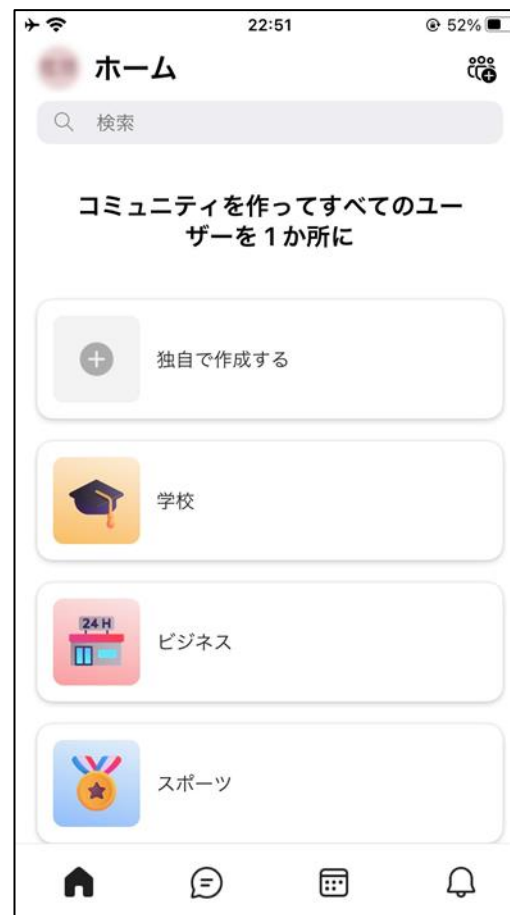 22:51
52%
ホーム
検索
コミュニティを作ってすべてのユー
ザーを1か所に
独自で作成する
学校
24 H
ビジネス
スポーツ